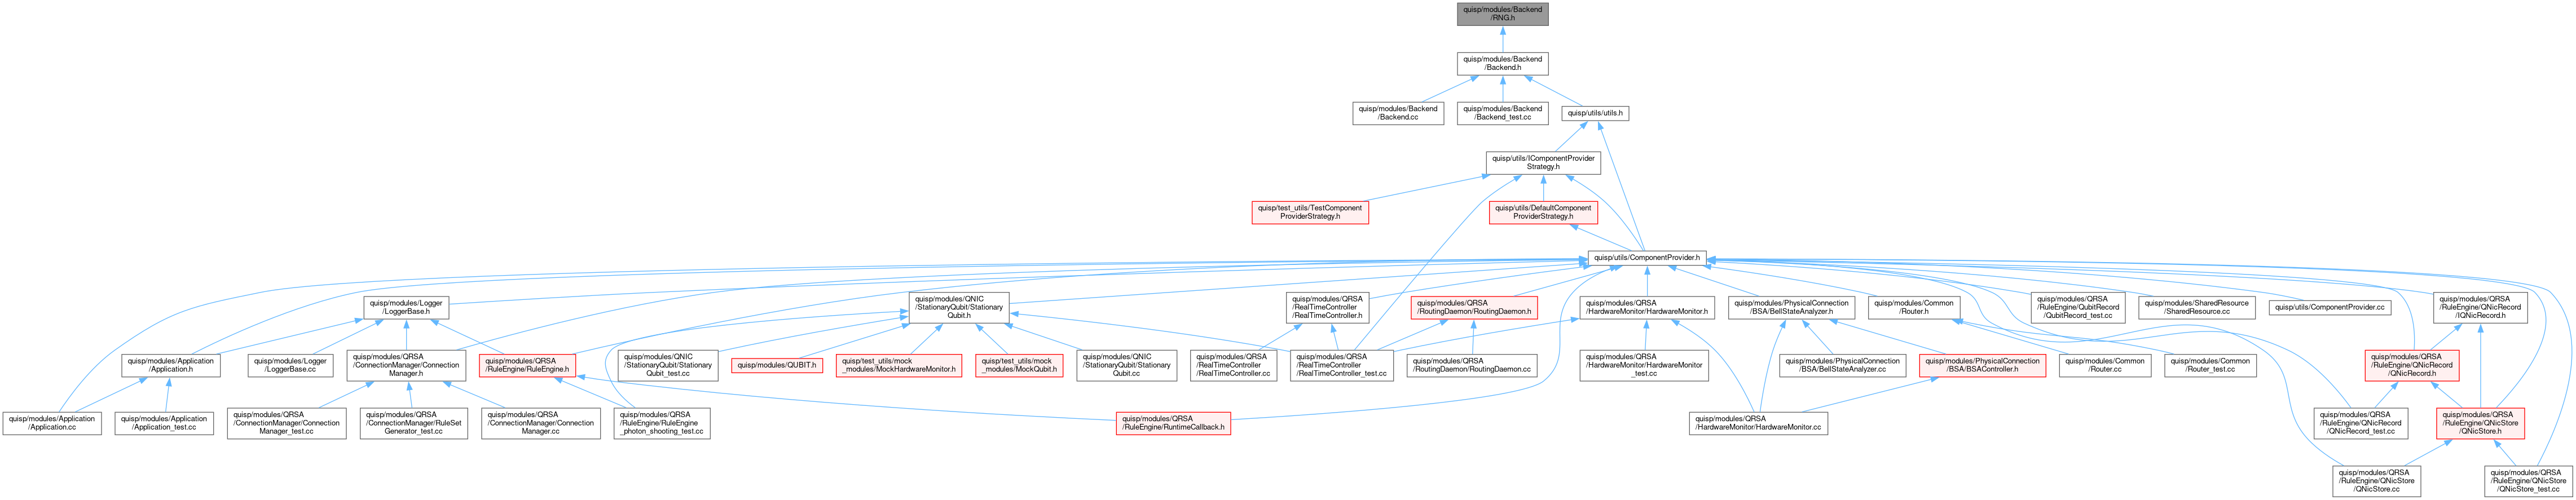 quisp/modules/Backend
/RNG.h
quisp/modules/Backend
/Backend.h
quisp/modules/Backend
/Backend.cc
quisp/modules/Backend
/Backend_test.cc
quisp/utils/utils.h
quisp/utils/IComponentProvider
Strategy.h
quisp/test_utils/TestComponent
ProviderStrategy.h
quisp/utils/DefaultComponent
ProviderStrategy.h
quisp/utils/ComponentProvider.h
quisp/modules/Logger
/LoggerBase.h
quisp/modules/QNIC
/StationaryQubit/Stationary
Qubit.h
quisp/modules/QRSA
/RealTimeController
/RealTimeController.h
quisp/modules/QRSA
/RoutingDaemon/RoutingDaemon.h
quisp/modules/QRSA
/HardwareMonitor/HardwareMonitor.h
quisp/modules/PhysicalConnection
/BSA/BellStateAnalyzer.h
quisp/modules/Common
/Router.h
quisp/modules/QRSA
/RuleEngine/QubitRecord
/QubitRecord_test.cc
quisp/modules/SharedResource
/SharedResource.cc
quisp/utils/ComponentProvider.cc
quisp/modules/QRSA
/RuleEngine/QNicRecord
/IQNicRecord.h
quisp/modules/Application
/Application.h
quisp/modules/Logger
/LoggerBase.cc
quisp/modules/QRSA
/ConnectionManager/Connection
Manager.h
quisp/modules/QRSA
/RuleEngine/RuleEngine.h
quisp/modules/QNIC
/StationaryQubit/Stationary
Qubit_test.cc
quisp/modules/QUBIT.h
quisp/test_utils/mock
_modules/MockHardwareMonitor.h
quisp/test_utils/mock
_modules/MockQubit.h
quisp/modules/QNIC
/StationaryQubit/Stationary
Qubit.cc
quisp/modules/QRSA
/RealTimeController
/RealTimeController.cc
quisp/modules/QRSA
/RealTimeController
/RealTimeController_test.cc
quisp/modules/QRSA
/RoutingDaemon/RoutingDaemon.cc
quisp/modules/QRSA
/HardwareMonitor/HardwareMonitor
_test.cc
quisp/modules/PhysicalConnection
/BSA/BellStateAnalyzer.cc
quisp/modules/PhysicalConnection
/BSA/BSAController.h
quisp/modules/Common
/Router.cc
quisp/modules/Common
/Router_test.cc
quisp/modules/QRSA
/RuleEngine/QNicRecord
/QNicRecord.h
quisp/modules/Application
/Application.cc
quisp/modules/Application
/Application_test.cc
quisp/modules/QRSA
/ConnectionManager/Connection
Manager_test.cc
quisp/modules/QRSA
/ConnectionManager/RuleSet
Generator_test.cc
quisp/modules/QRSA
/ConnectionManager/Connection
Manager.cc
quisp/modules/QRSA
/RuleEngine/RuleEngine
_photon_shooting_test.cc
quisp/modules/QRSA
/RuleEngine/RuntimeCallback.h
quisp/modules/QRSA
/HardwareMonitor/HardwareMonitor.cc
quisp/modules/QRSA
/RuleEngine/QNicRecord
/QNicRecord_test.cc
quisp/modules/QRSA
/RuleEngine/QNicStore
/QNicStore.h
quisp/modules/QRSA
/RuleEngine/QNicStore
/QNicStore.cc
quisp/modules/QRSA
/RuleEngine/QNicStore
/QNicStore_test.cc